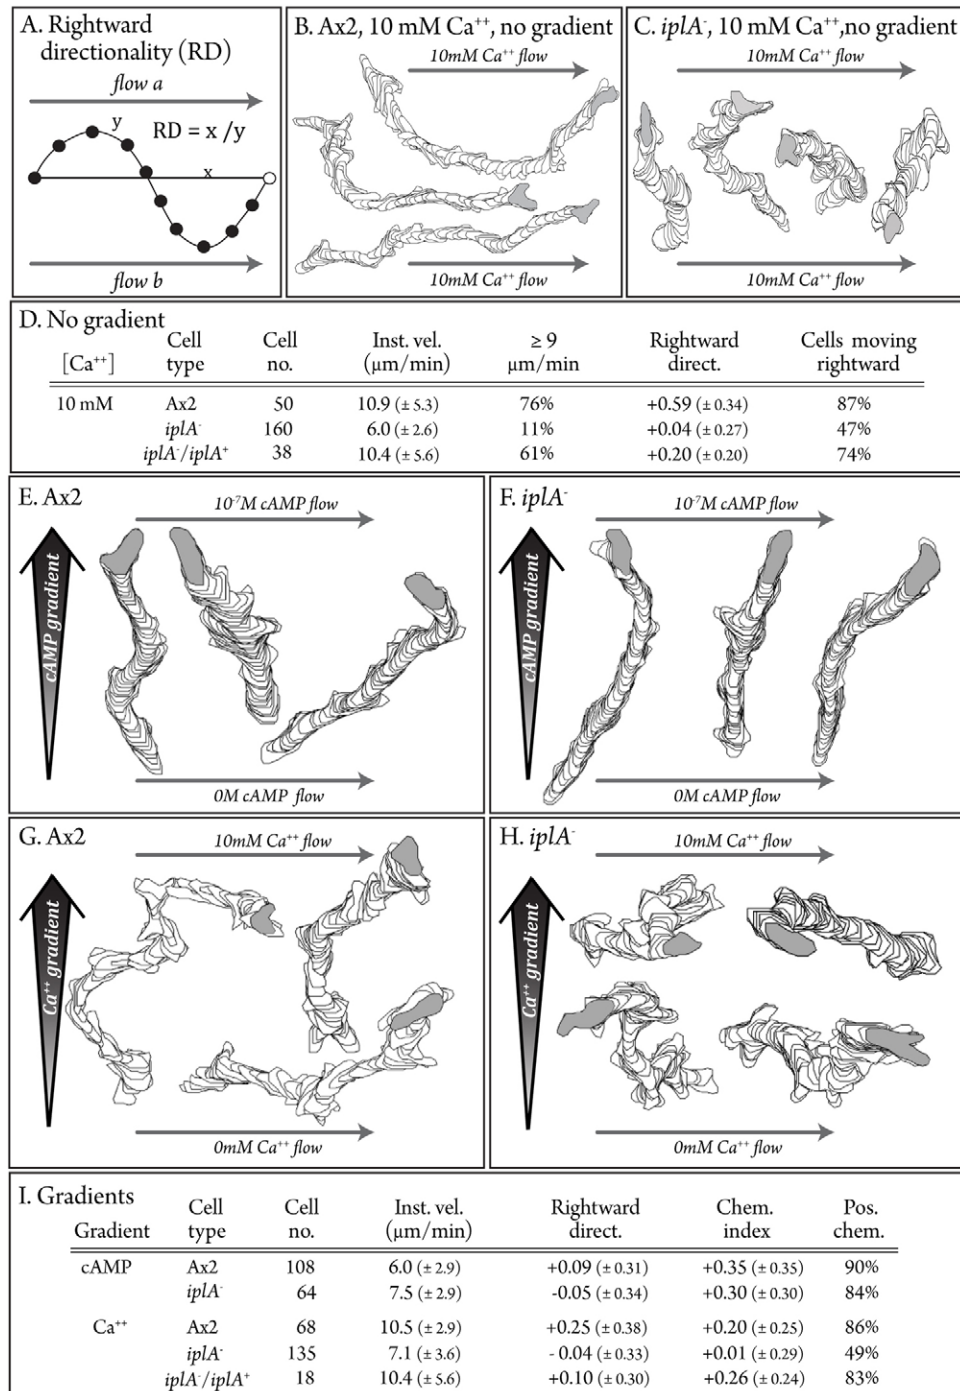 A. Rightward
directionality (RD)
flow a
y
RD = x /y
x
flow b
B. Ax2, 10 mM Ca⁺⁺, no gradient
10mM Ca⁺⁺ flow
10mM Ca⁺⁺ flow
C. iplA⁻, 10 mM Ca⁺⁺,no gradient
10mM Ca⁺⁺ flow
10mM Ca⁺⁺ flow
D. No gradient
[Ca⁺⁺] Cell type Cell no. Inst. vel. (μm/min) ≥ 9 μm/min Rightward direct. Cells moving rightward
10 mM Ax2 50 10.9 (± 5.3) 76% +0.59 (± 0.34) 87%
iplA⁻ 160 6.0 (± 2.6) 11% +0.04 (± 0.27) 47%
iplA⁻/iplA⁺ 38 10.4 (± 5.6) 61% +0.20 (± 0.20) 74%
E. Ax2
10⁻⁷M cAMP flow
cAMP gradient
0M cAMP flow
F. iplA⁻
10⁻⁷M cAMP flow
cAMP gradient
0M cAMP flow
G. Ax2
10mM Ca⁺⁺ flow
Ca⁺⁺ gradient
0mM Ca⁺⁺ flow
H. iplA⁻
10mM Ca⁺⁺ flow
Ca⁺⁺ gradient
0mM Ca⁺⁺ flow
I. Gradients
Gradient Cell type Cell no. Inst. vel. (μm/min) Rightward direct. Chem. index Pos. chem.
cAMP Ax2 108 6.0 (± 2.9) +0.09 (± 0.31) +0.35 (± 0.35) 90%
iplA⁻ 64 7.5 (± 2.9) -0.05 (± 0.34) +0.30 (± 0.30) 84%
Ca⁺⁺ Ax2 68 10.5 (± 2.9) +0.25 (± 0.38) +0.20 (± 0.25) 86%
iplA⁻ 135 7.1 (± 3.6) - 0.04 (± 0.33) +0.01 (± 0.29) 49%
iplA⁻/iplA⁺ 18 10.4 (± 5.6) +0.10 (± 0.30) +0.26 (± 0.24) 83%